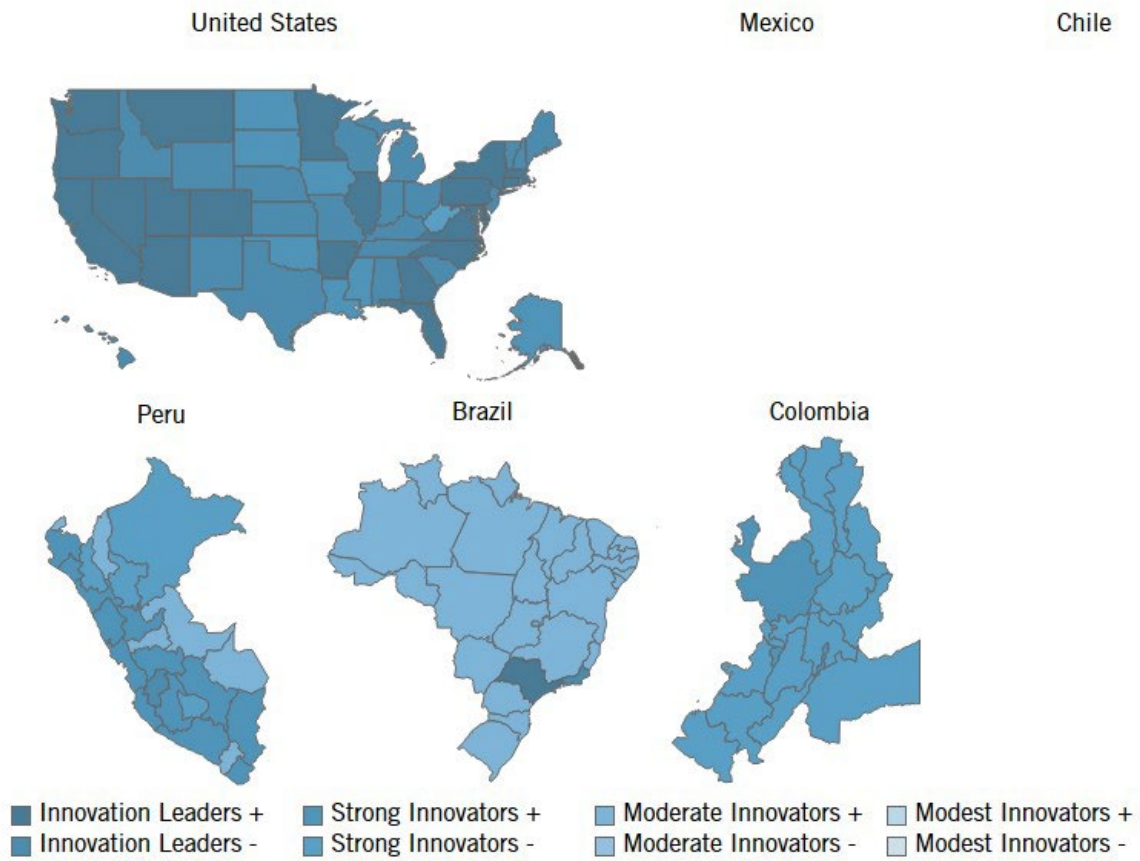 United States
Mexico
Chile
Peru
Brazil
Colombia
Innovation Leaders +
Strong Innovators +
Moderate Innovators +
Modest Innovators +
Innovation Leaders -
Strong Innovators -
Moderate Innovators -
Modest Innovators -